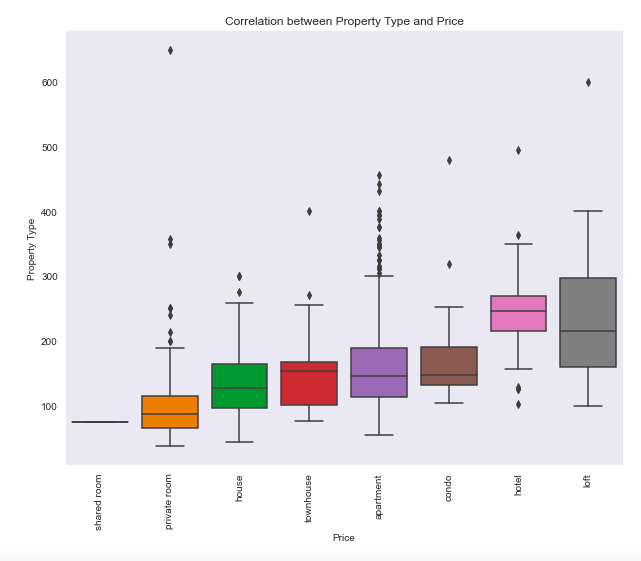 Correlation between Property Type and Price
600
500
400
300
200
100
Property Type
shared room
private room
house
townhouse
apartment
condo
hotel
loft
Price